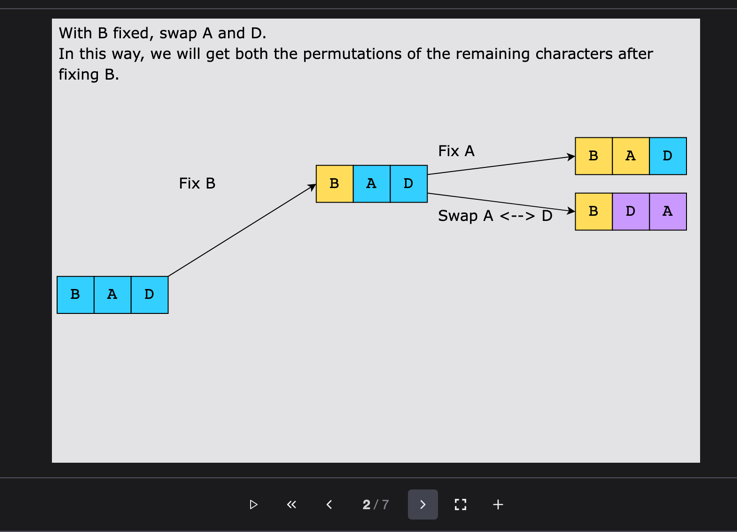 With B fixed, swap A and D.
In this way, we will get both the permutations of the remaining characters after
fixing B.
Fix A
B A D
Fix B
B A D
Swap A <--> D
B D A
B A D
2 / 7